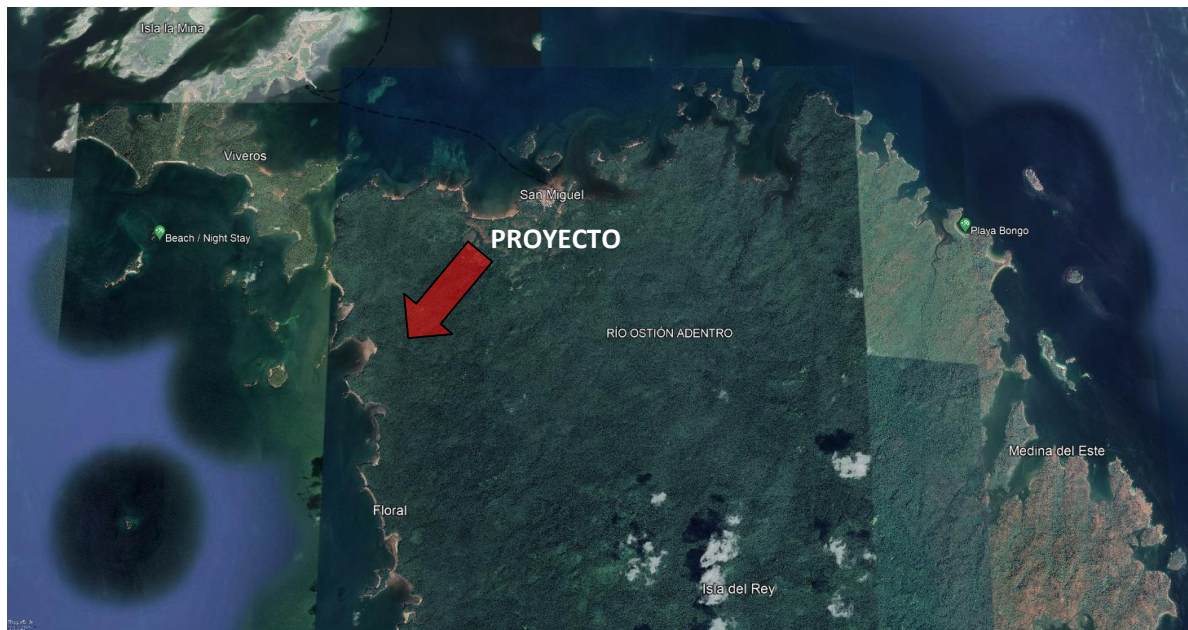 Isla la Mina
Viveros
San Miguel
Beach / Night Stay
PROYECTO
Playa Bongo
RÍO OSTIÓN ADENTRO
Medina del Este
Floral
Isla del Rey